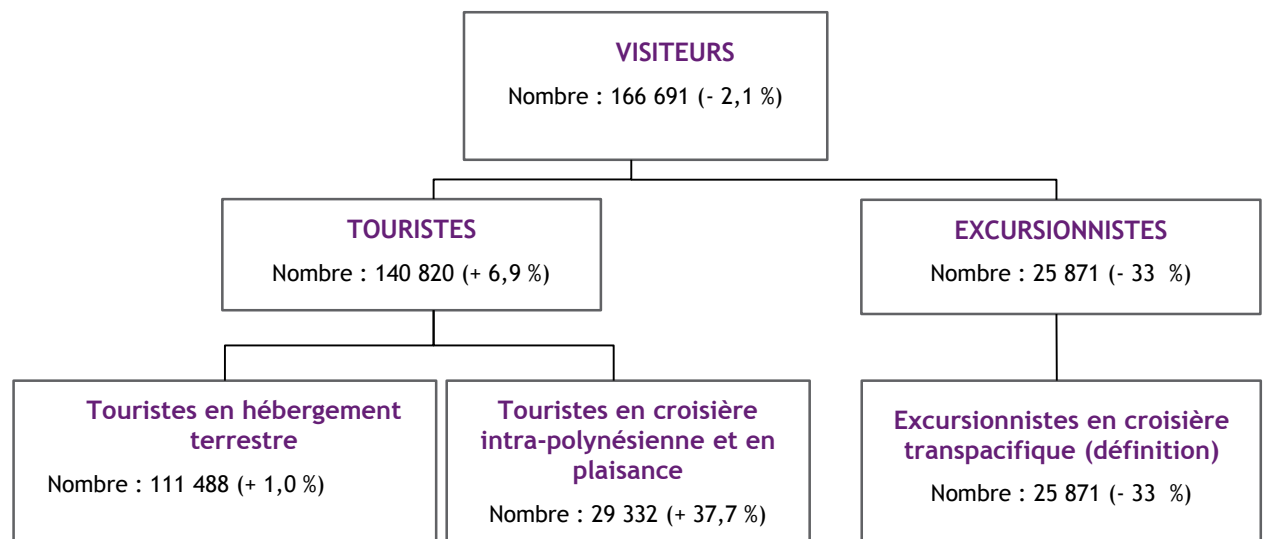 VISITEURS
Nombre : 166 691 (- 2,1 %)
TOURISTES
Nombre : 140 820 (+ 6,9 %)
EXCURSIONNISTES
Nombre : 25 871 (- 33  %)
Touristes en hébergement
terrestre
Nombre : 111 488 (+ 1,0 %)
Touristes en croisière
intra-polynésienne et en
plaisance
Nombre : 29 332 (+ 37,7 %)
Excursionnistes en croisière
transpacifique (définition)
Nombre : 25 871 (- 33  %)